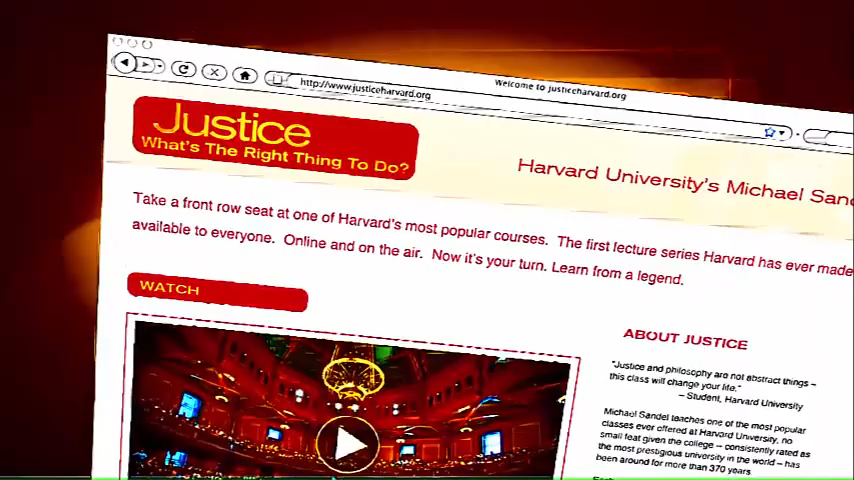 Welcome to justiceharvard.org
http://www.justiceharvard.org
Justice
What's The Right Thing To Do?
Harvard University's Michael Sand
Take a front row seat at one of Harvard's most popular courses. The first lecture series Harvard has ever made
available to everyone. Online and on the air. Now it's your turn. Learn from a legend.
WATCH
ABOUT JUSTICE
"Justice and philosophy are not abstract things –
this class will change your life."
– Student, Harvard University
Michael Sandel teaches one of the most popular
classes ever offered at Harvard University, no
small feat given the college – consistently rated as
the most prestigious university in the world – has
been around for more than 370 years.